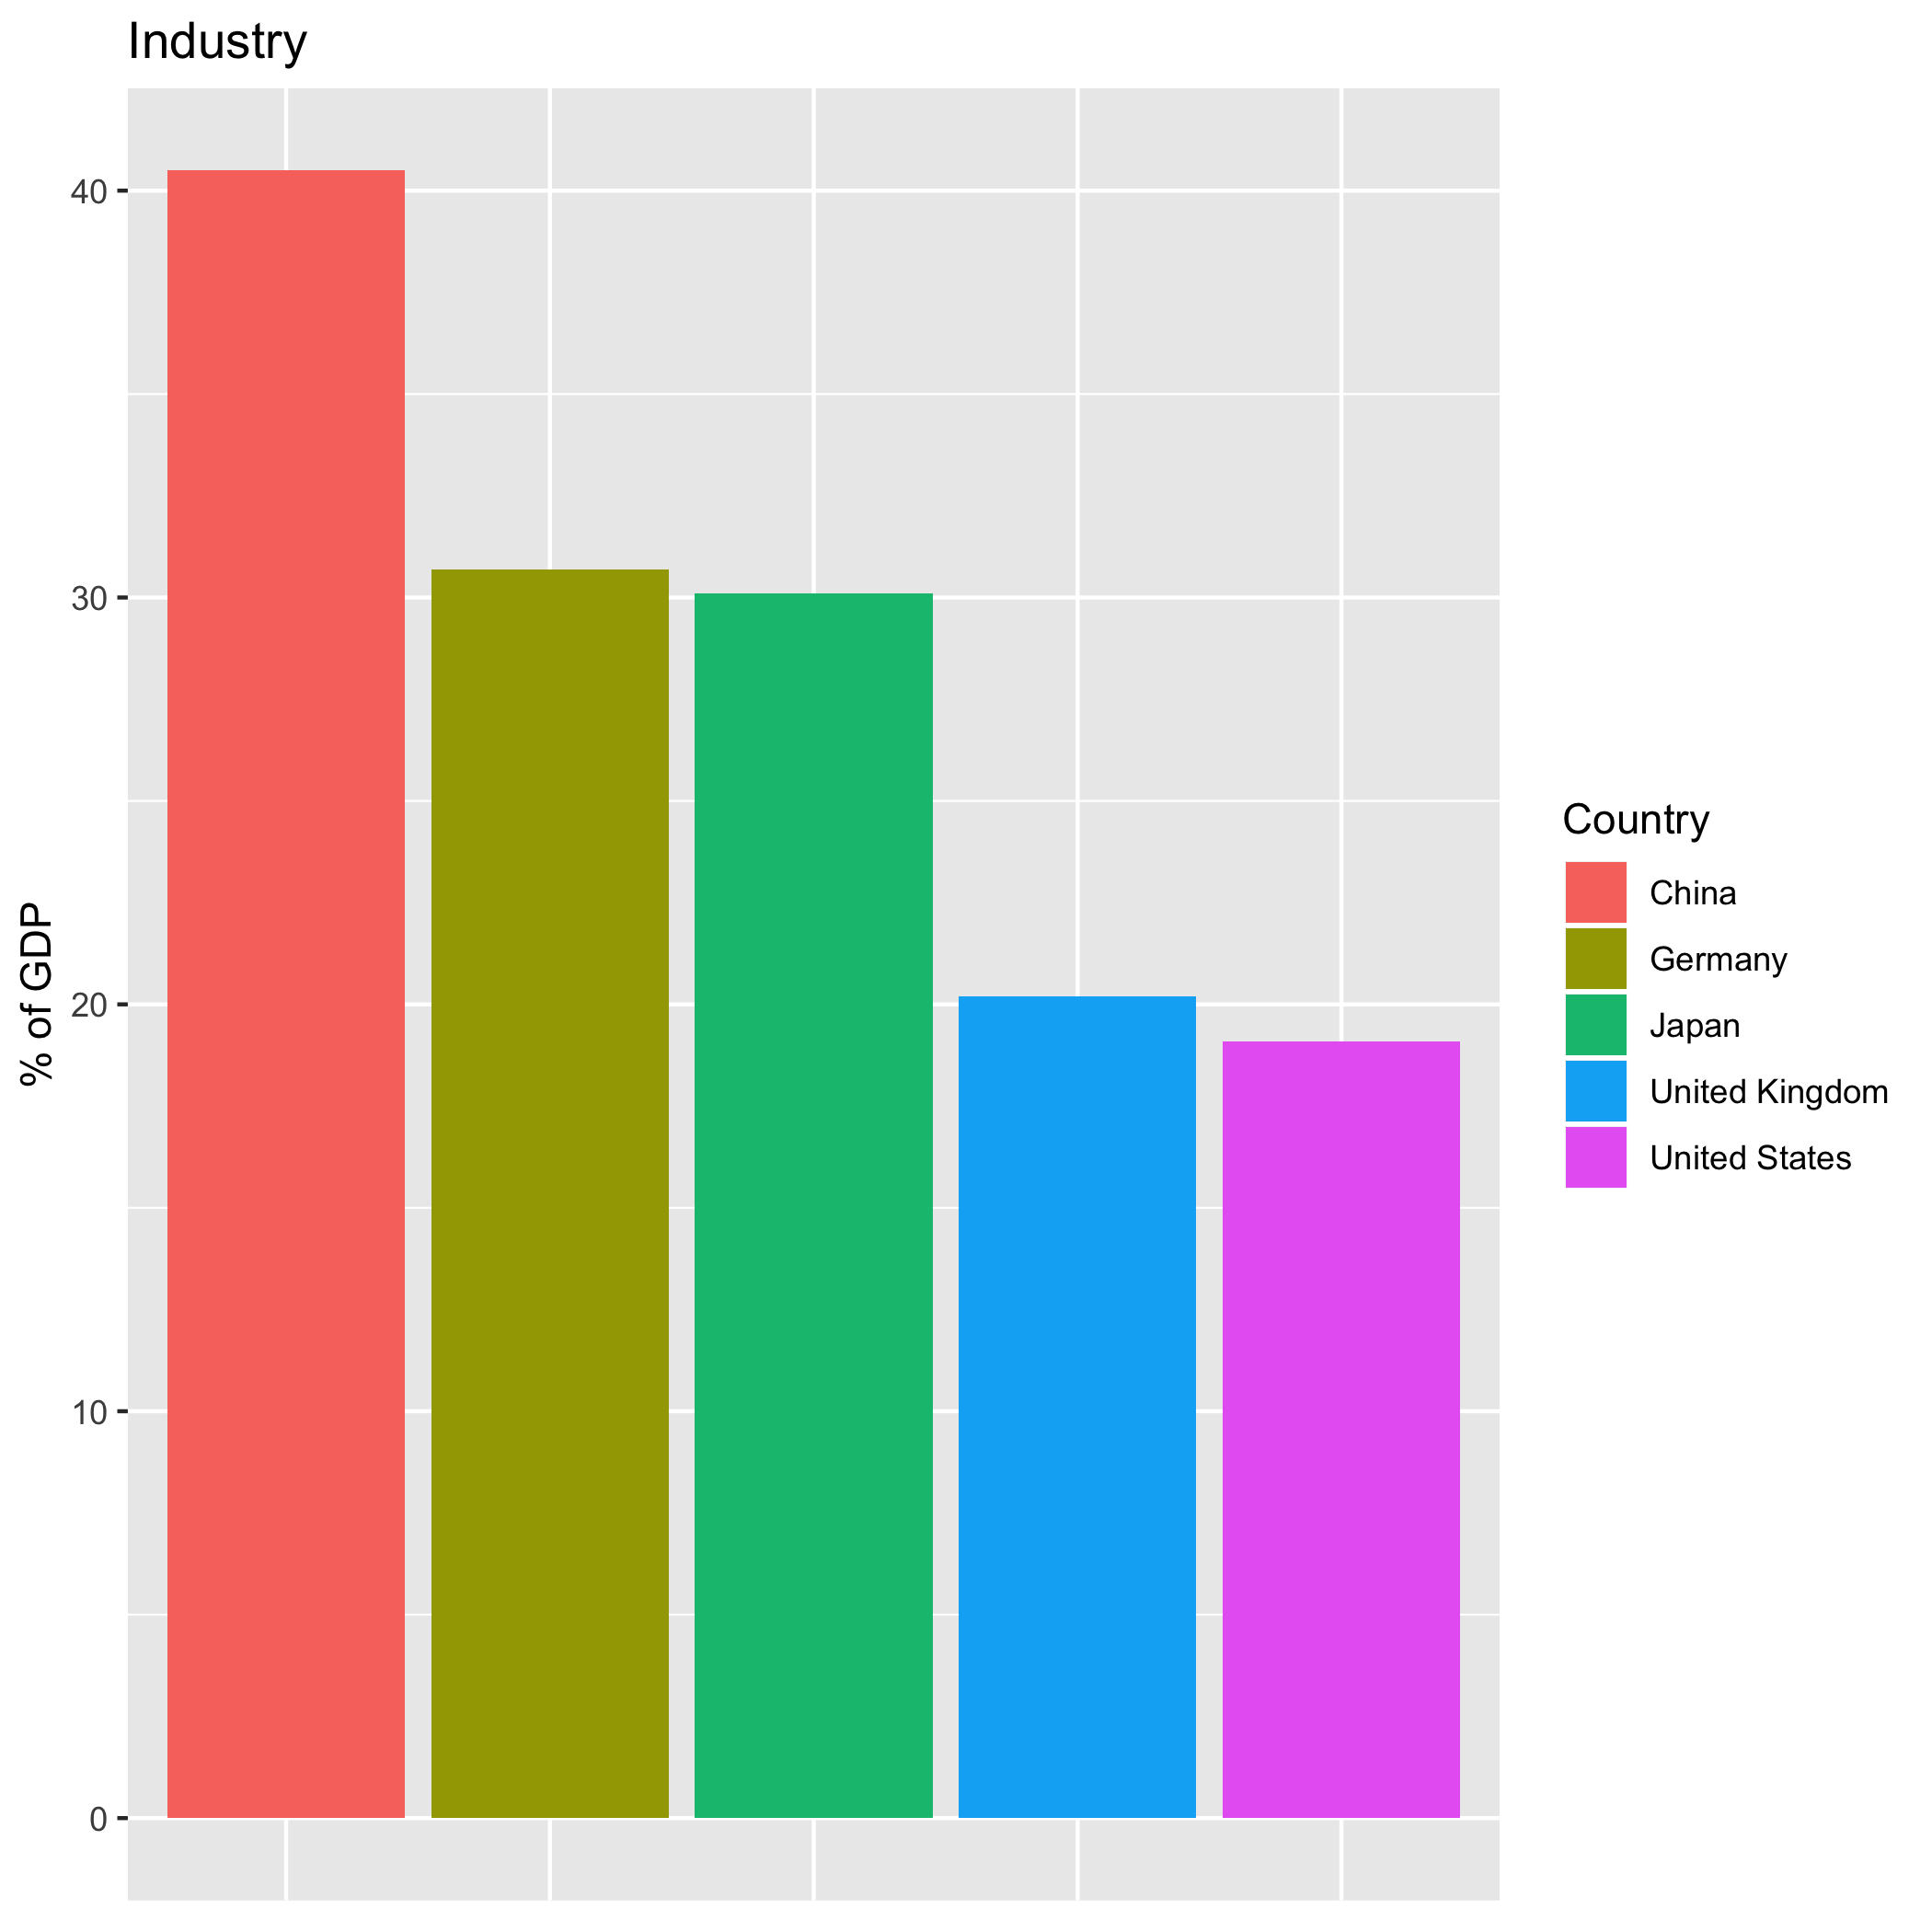 Industry
% of GDP
40
30
20
10
0
Country
China
Germany
Japan
United Kingdom
United States